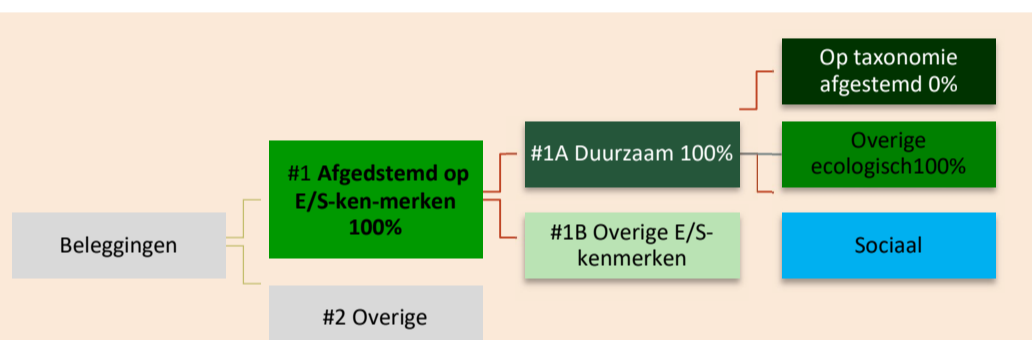 Beleggingen
#1 Afgedstemd op
E/S-ken-merken
100%
#2 Overige
#1A Duurzaam 100%
#1B Overige E/S-
kenmerken
Op taxonomie
afgestemd 0%
Overige
ecologisch100%
Sociaal